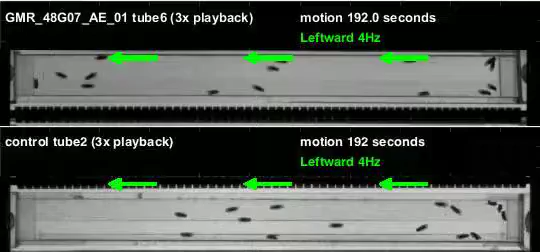 GMR_48G07_AE_01 tube6 (3x playback)
motion 192.0 seconds
Leftward 4Hz
control tube2 (3x playback)
motion 192 seconds
Leftward 4Hz